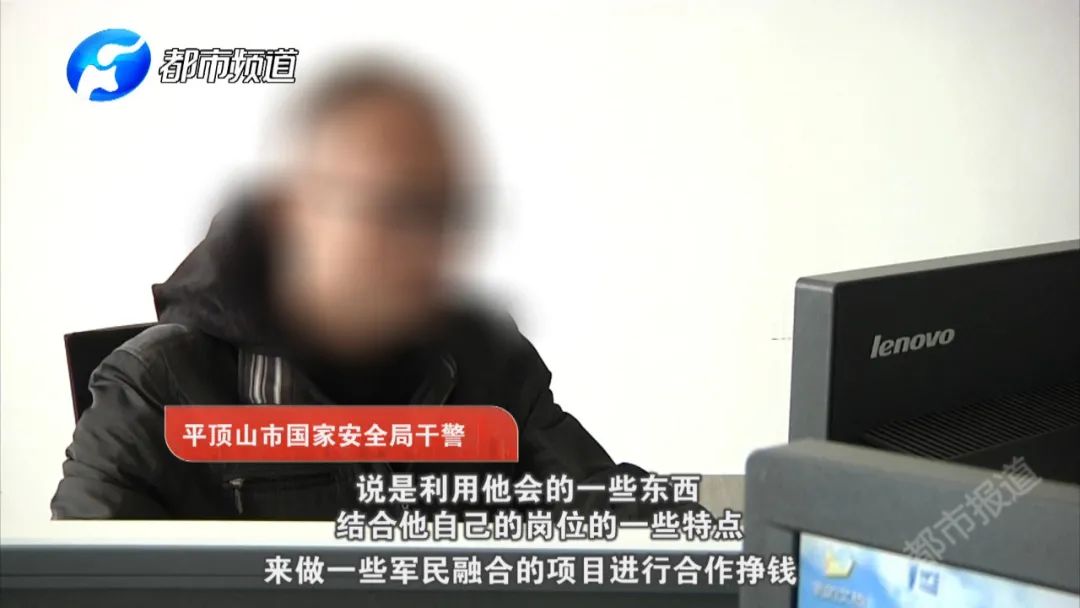 都市频道
lenovo
平顶山市国家安全局干警
说是利用他会的一些东西
结合他自己的岗位的一些特点
来做一些军民融合的项目进行合作挣钱
都市报道